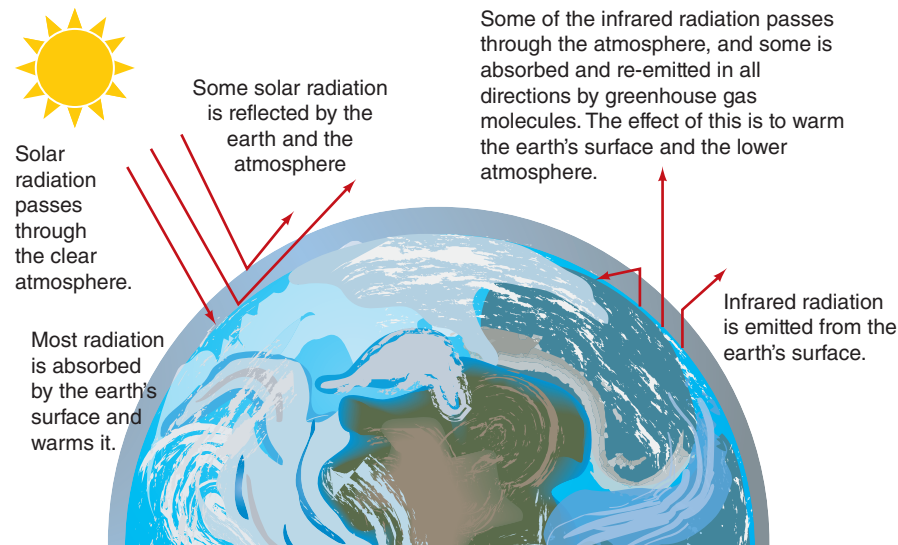 Solar
radiation
passes
through
the clear
atmosphere.
Most radiation
is absorbed
by the earth's
surface and
warms it.
Some solar radiation
is reflected by the
earth and the
atmosphere
Some of the infrared radiation passes
through the atmosphere, and some is
absorbed and re-emitted in all
directions by greenhouse gas
molecules. The effect of this is to warm
the earth's surface and the lower
atmosphere.
Infrared radiation
is emitted from the
earth's surface.